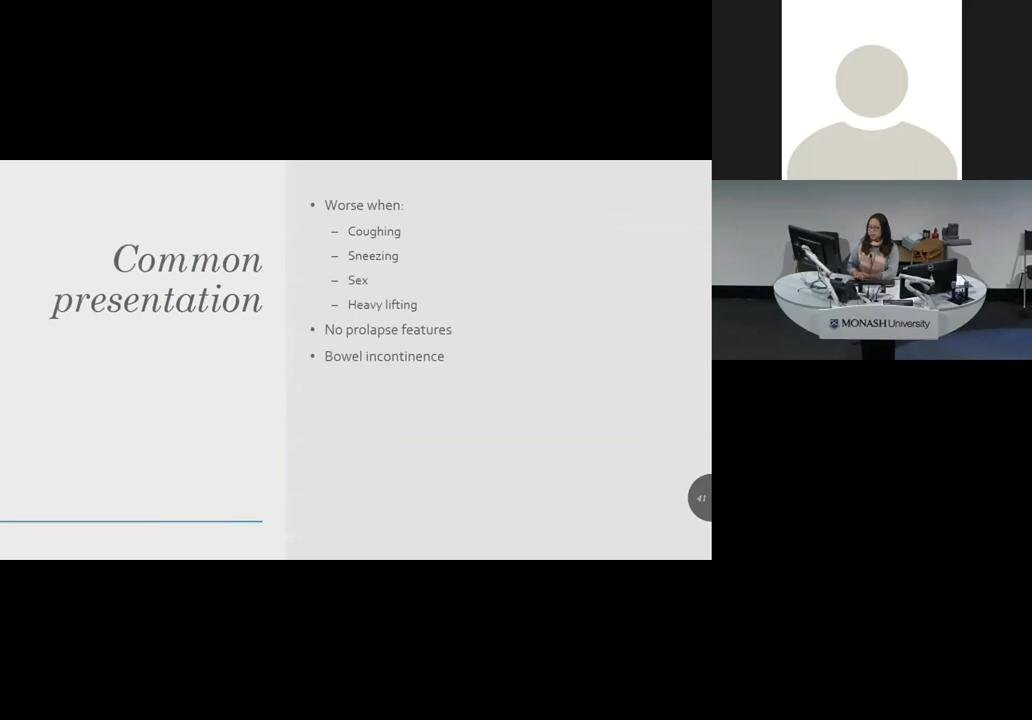 Common
presentation
• Worse when:
– Coughing
– Sneezing
– Sex
– Heavy lifting
• No prolapse features
• Bowel incontinence
41
MONASH University